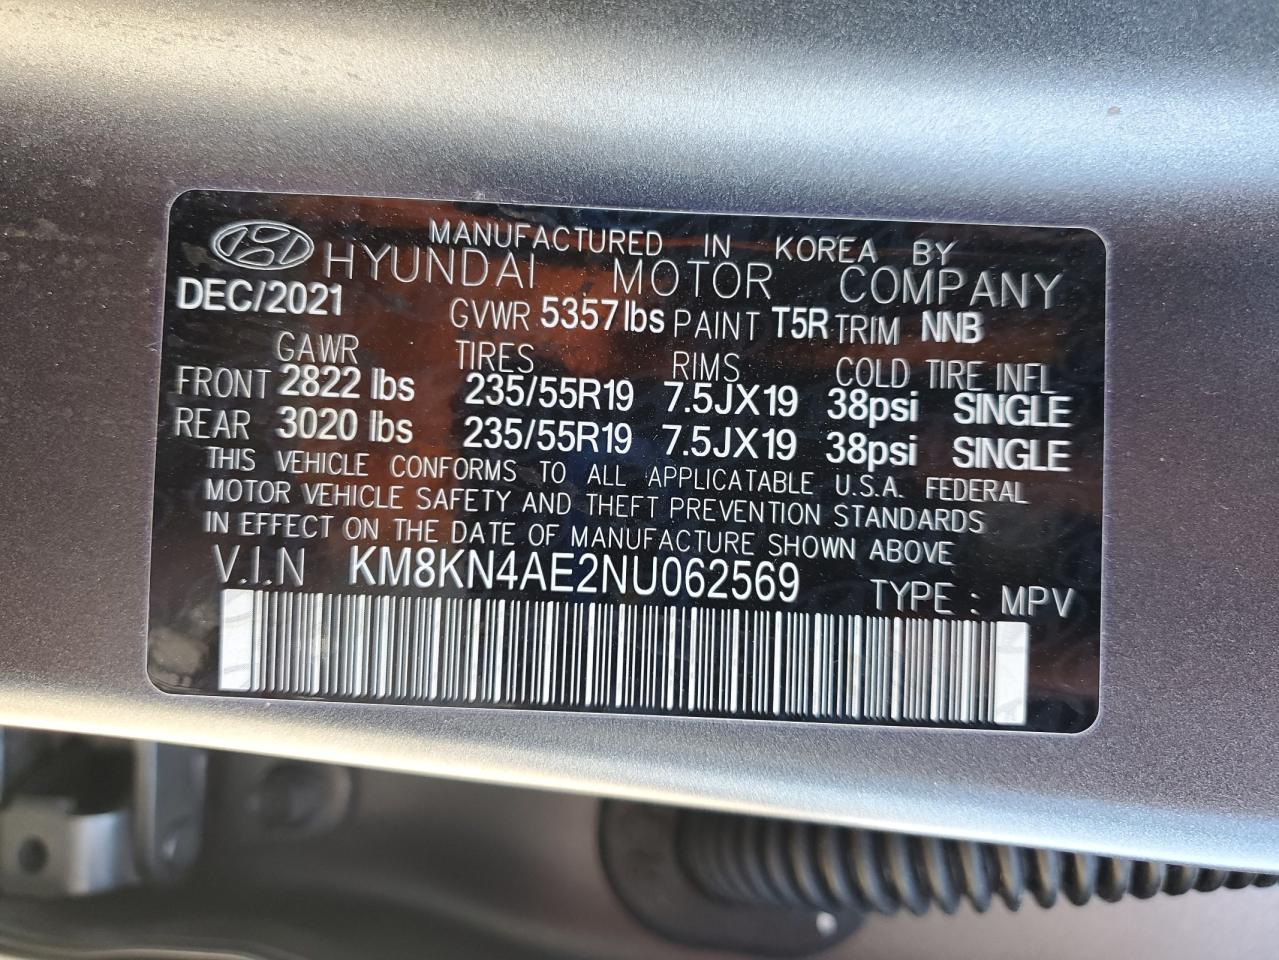 MANUFACTURED IN KOREA BY
HYUNDAI MOTOR COMPANY
DEC/2021 GVWR 5357 lbs PAINT T5R TRIM NNB
GAWR TIRES RIMS COLD TIRE INFL
FRONT 2822 lbs 235/55R19 7.5JX19 38psi SINGLE
REAR 3020 lbs 235/55R19 7.5JX19 38psi SINGLE
THIS VEHICLE CONFORMS TO ALL APPLICATABLE U.S.A. FEDERAL
MOTOR VEHICLE SAFETY AND THEFT PREVENTION STANDARDS
IN EFFECT ON THE DATE OF MANUFACTURE SHOWN ABOVE
V.I.N KM8KN4AE2NU062569 TYPE : MPV